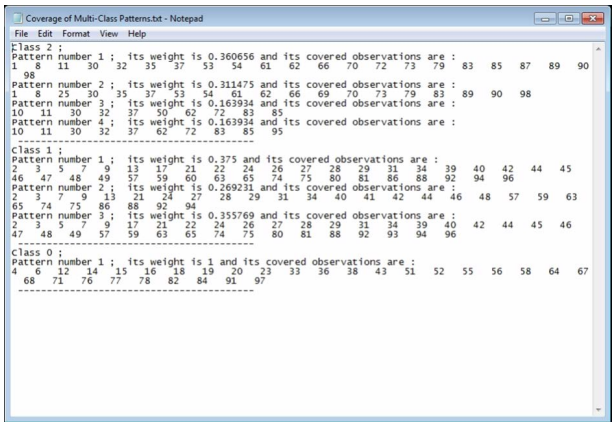 Coverage of Multi-Class Patterns.txt - Notepad
File Edit Format View Help
Class 2 ;
Pattern number 1 ; its weight is 0.360656 and its covered observations are :
1 8 11 30 32 35 37 53 54 61 62 66 70 72 73 79 83 85 87 89 90
98
Pattern number 2 ; its weight is 0.311475 and its covered observations are :
1 8 25 30 35 37 53 54 61 62 66 69 70 73 79 83 89 90 98
Pattern number 3 ; its weight is 0.163934 and its covered observations are :
10 11 30 32 37 50 62 72 83 85
Pattern number 4 ; its weight is 0.163934 and its covered observations are :
10 11 30 32 37 62 72 83 85 95
--------------------------------------------
Class 1 ;
Pattern number 1 ; its weight is 0.375 and its covered observations are :
2 3 5 7 9 13 17 21 22 24 26 27 28 29 31 34 39 40 42 44 45
46 47 48 49 57 59 60 63 65 74 75 80 81 86 88 92 94 96
Pattern number 2 ; its weight is 0.269231 and its covered observations are :
2 3 7 9 13 21 24 27 28 29 31 34 40 41 42 44 46 48 57 59 63
65 74 75 86 88 92 94
Pattern number 3 ; its weight is 0.355769 and its covered observations are :
2 3 5 7 9 17 21 22 24 26 27 28 29 31 34 39 40 42 44 45 46
47 48 49 57 59 63 65 74 75 80 81 88 92 93 94 96
--------------------------------------------
Class 0 ;
Pattern number 1 ; its weight is 1 and its covered observations are :
4 6 12 14 15 16 18 19 20 23 33 36 38 43 51 52 55 56 58 64 67
68 71 76 77 78 82 84 91 97
--------------------------------------------